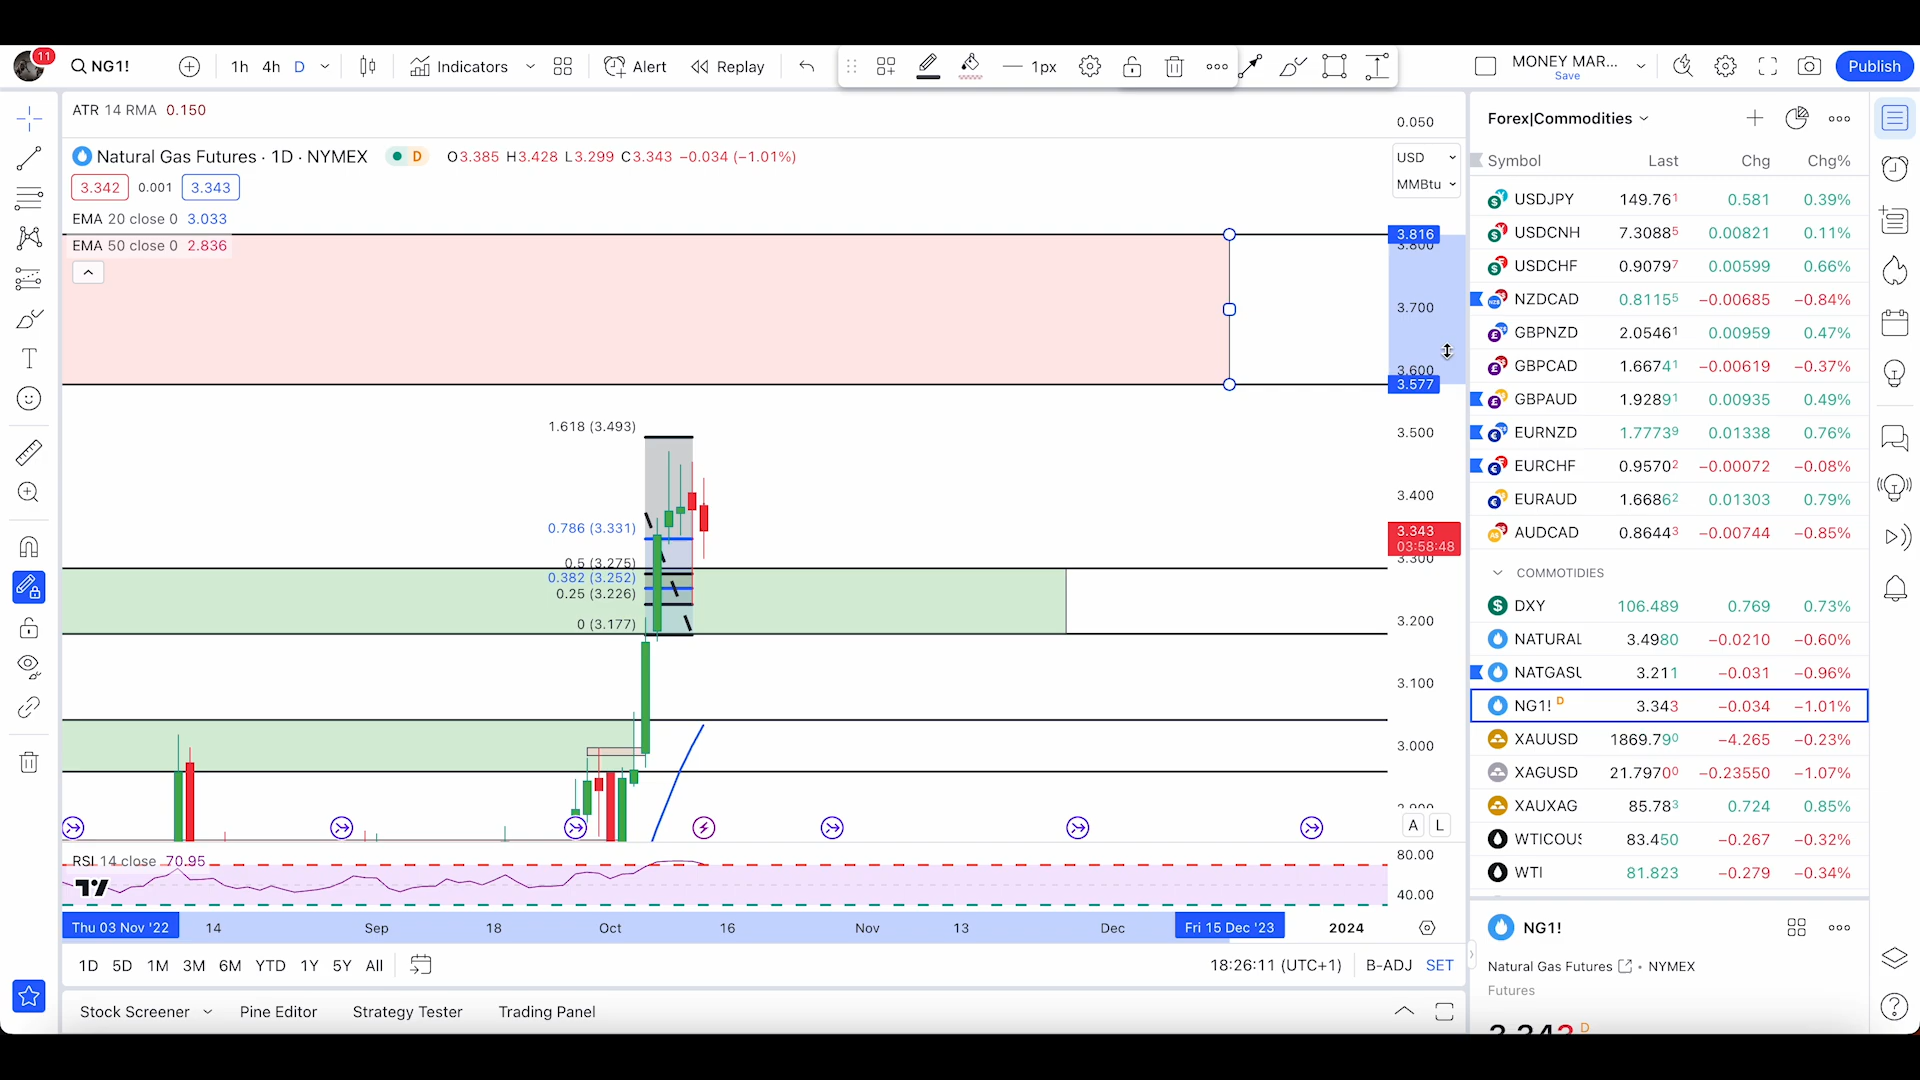 11
NG1!
1h 4h D
Indicators
Alert
Replay
1px
MONEY MAR...
Save
Publish
ATR 14 RMA 0.150
0.050
Natural Gas Futures · 1D · NYMEX D O3.385 H3.428 L3.299 C3.343 −0.034 (−1.01%)
USD
MMBtu
3.342 0.001 3.343
EMA 20 close 0 3.033
EMA 50 close 0 2.836
3.816
3.800
3.700
3.600
3.577
3.500
3.400
3.343
03:58:48
3.300
3.200
3.100
3.000
2.900
1.618 (3.493)
0.786 (3.331)
0.5 (3.275)
0.382 (3.252)
0.25 (3.226)
0 (3.177)
A L
RSI 14 close 70.95
80.00
40.00
Thu 03 Nov '22 14 Sep 18 Oct 16 Nov 13 Dec Fri 15 Dec '23 2024
1D 5D 1M 3M 6M YTD 1Y 5Y All
18:26:11 (UTC+1) B-ADJ SET
Stock Screener Pine Editor Strategy Tester Trading Panel
Forex|Commodities
Symbol Last Chg Chg%
USDJPY 149.761 0.581 0.39%
USDCNH 7.30885 0.00821 0.11%
USDCHF 0.90797 0.00599 0.66%
NZDCAD 0.81155 −0.00685 −0.84%
GBPNZD 2.05461 0.00959 0.47%
GBPCAD 1.66741 −0.00619 −0.37%
GBPAUD 1.92891 0.00935 0.49%
EURNZD 1.77739 0.01338 0.76%
EURCHF 0.95702 −0.00072 −0.08%
EURAUD 1.66862 0.01303 0.79%
AUDCAD 0.86443 −0.00744 −0.85%
COMMOTIDIES
DXY 106.489 0.769 0.73%
NATURAL 3.4980 −0.0210 −0.60%
NATGASU 3.211 −0.031 −0.96%
NG1! D 3.343 −0.034 −1.01%
XAUUSD 1869.790 −4.265 −0.23%
XAGUSD 21.79700 −0.23550 −1.07%
XAUXAG 85.783 0.724 0.85%
WTICOUS 83.450 −0.267 −0.32%
WTI 81.823 −0.279 −0.34%
NG1!
Natural Gas Futures • NYMEX
Futures
3.343 D